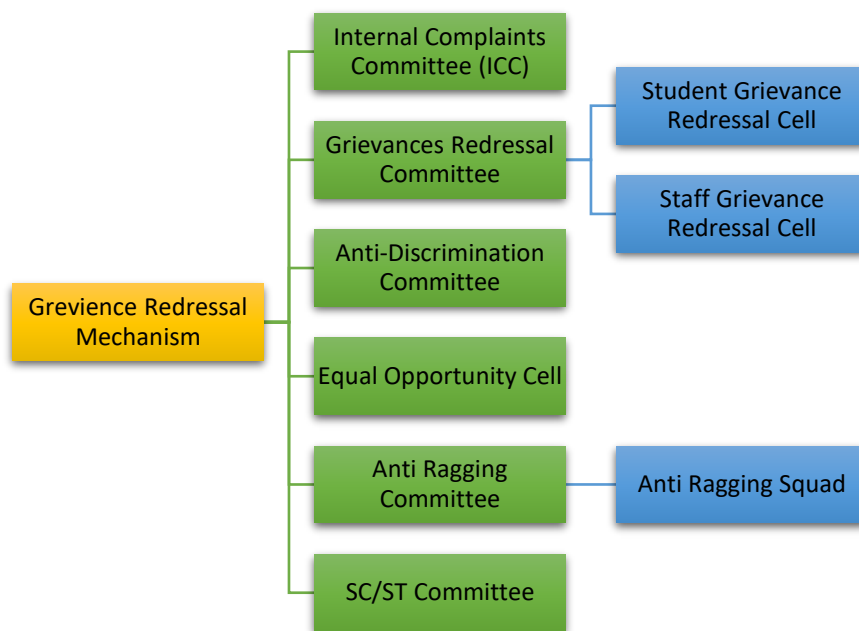 Grevience Redressal
Mechanism
Internal Complaints
Committee (ICC)
Grievances Redressal
Committee
Student Grievance
Redressal Cell
Staff Grievance
Redressal Cell
Anti-Discrimination
Committee
Equal Opportunity Cell
Anti Ragging
Committee
Anti Ragging Squad
SC/ST Committee